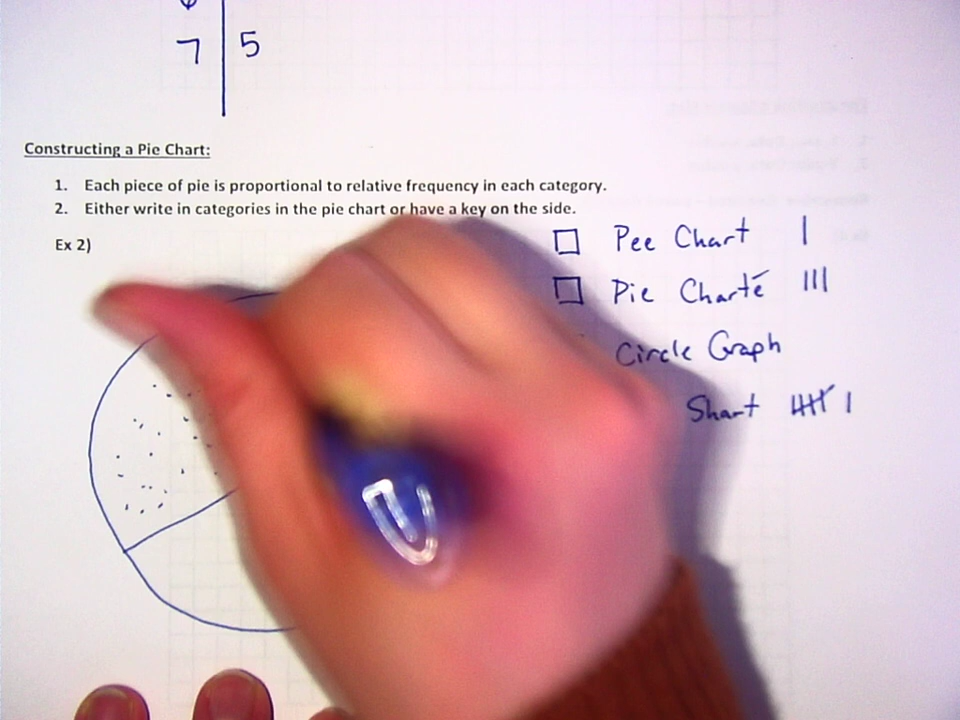 7 5
Constructing a Pie Chart:
1. Each piece of pie is proportional to relative frequency in each category.
2. Either write in categories in the pie chart or have a key on the side.
Ex 2)
Pee Chart |
Pie Charté |||
Circle Graph
Shart 卌 |